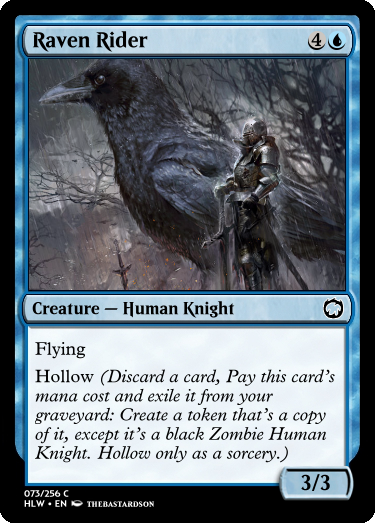 Raven Rider 4
Creature — Human Knight
Flying
Hollow (Discard a card, Pay this card's
mana cost and exile it from your
graveyard: Create a token that's a copy
of it, except it's a black Zombie Human
Knight. Hollow only as a sorcery.)
3/3
073/256 C
HLW • EN THEBASTARDSON